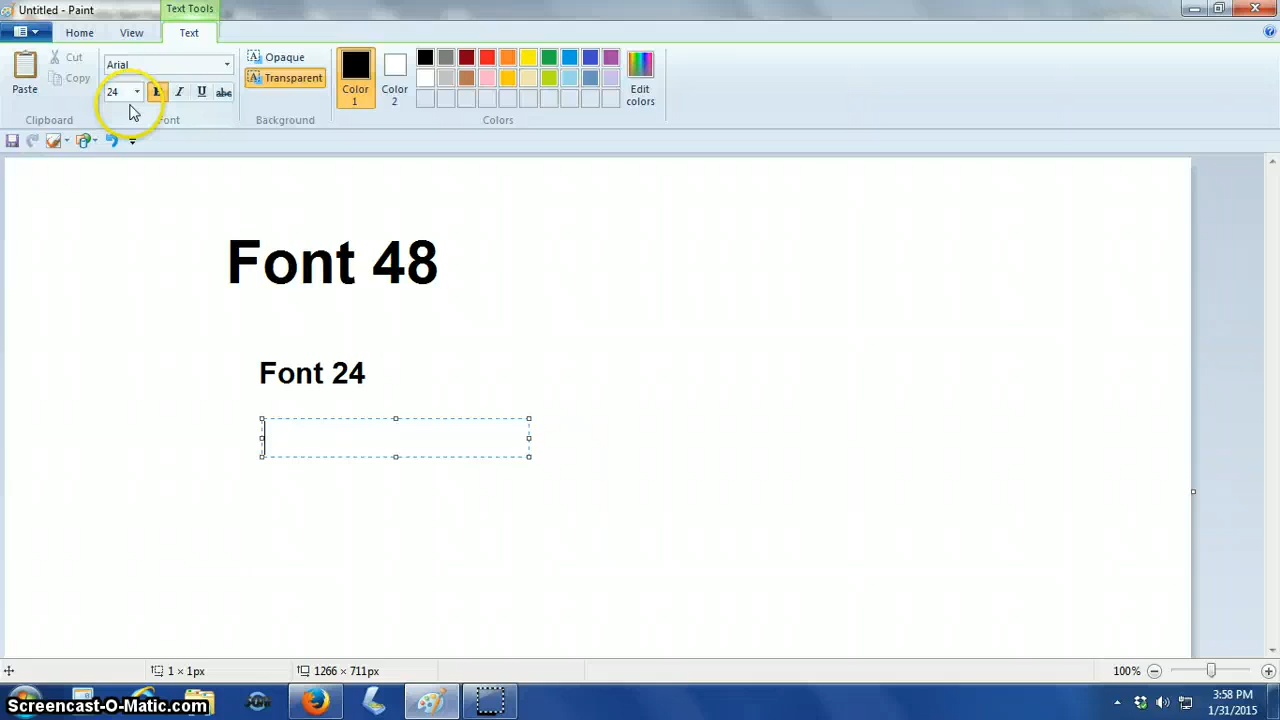 Untitled - Paint
Text Tools
Home
View
Text
Paste
Cut
Copy
Clipboard
Arial
24
B I U abc
Font
Opaque
Transparent
Background
Color 1
Color 2
Edit colors
Colors
Font 48
Font 24
1 × 1px
1266 × 711px
100%
Screencast-O-Matic.com
3:58 PM
1/31/2015